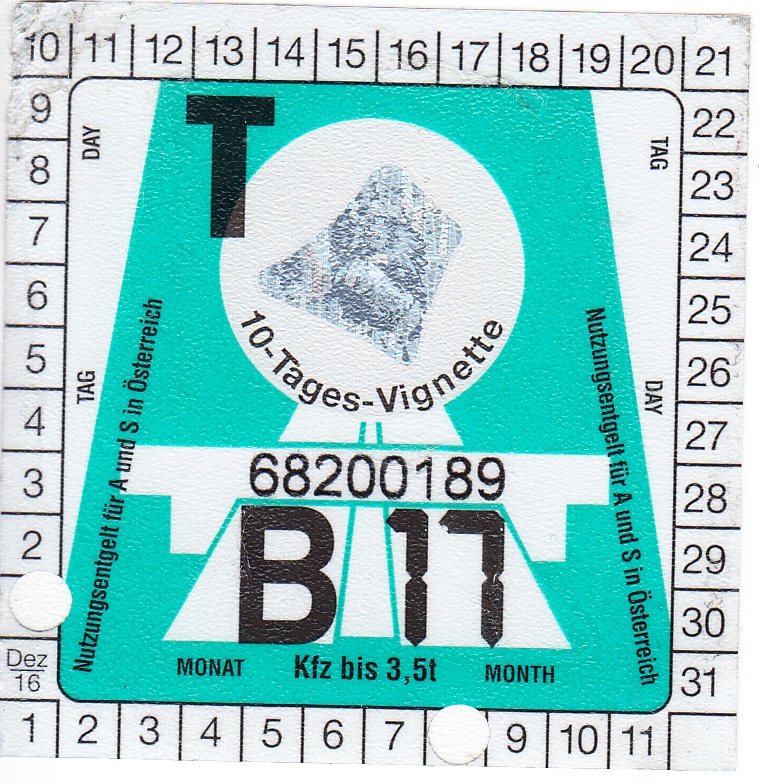 10 11 12 13 14 15 16 17 18 19 20 21
9 22
8 23
7 24
6 25
5 26
4 27
3 28
2 29
30
Dez
16
31
1 2 3 4 5 6 7 9 10 11
T
DAY
TAG
TAG
DAY
Nutzungsentgelt für A und S in Österreich
Nutzungsentgelt für A und S in Österreich
10-Tages-Vignette
68200189
B 17
MONAT Kfz bis 3,5t MONTH